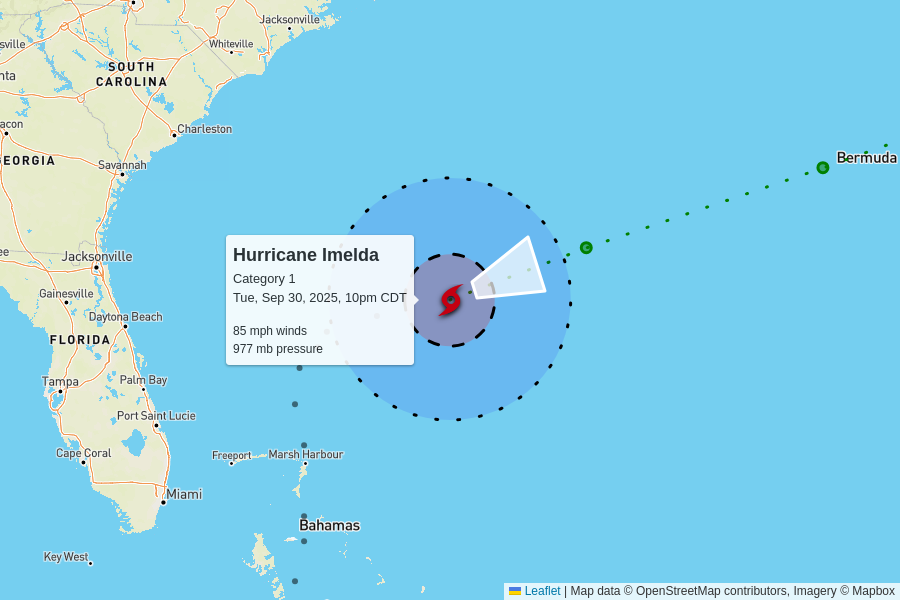 Jacksonville
sville
Whiteville
SOUTH
CAROLINA
nta
acon
Charleston
EORGIA
Savannah
Bermuda
ee
Jacksonville
Hurricane Imelda
Category 1
Tue, Sep 30, 2025, 10pm CDT
85 mph winds
977 mb pressure
Gainesville
Daytona Beach
FLORIDA
Tampa
Palm Bay
Port Saint Lucie
Cape Coral
Freeport
Marsh Harbour
Miami
Bahamas
Key West
Leaflet | Map data © OpenStreetMap contributors, Imagery © Mapbox